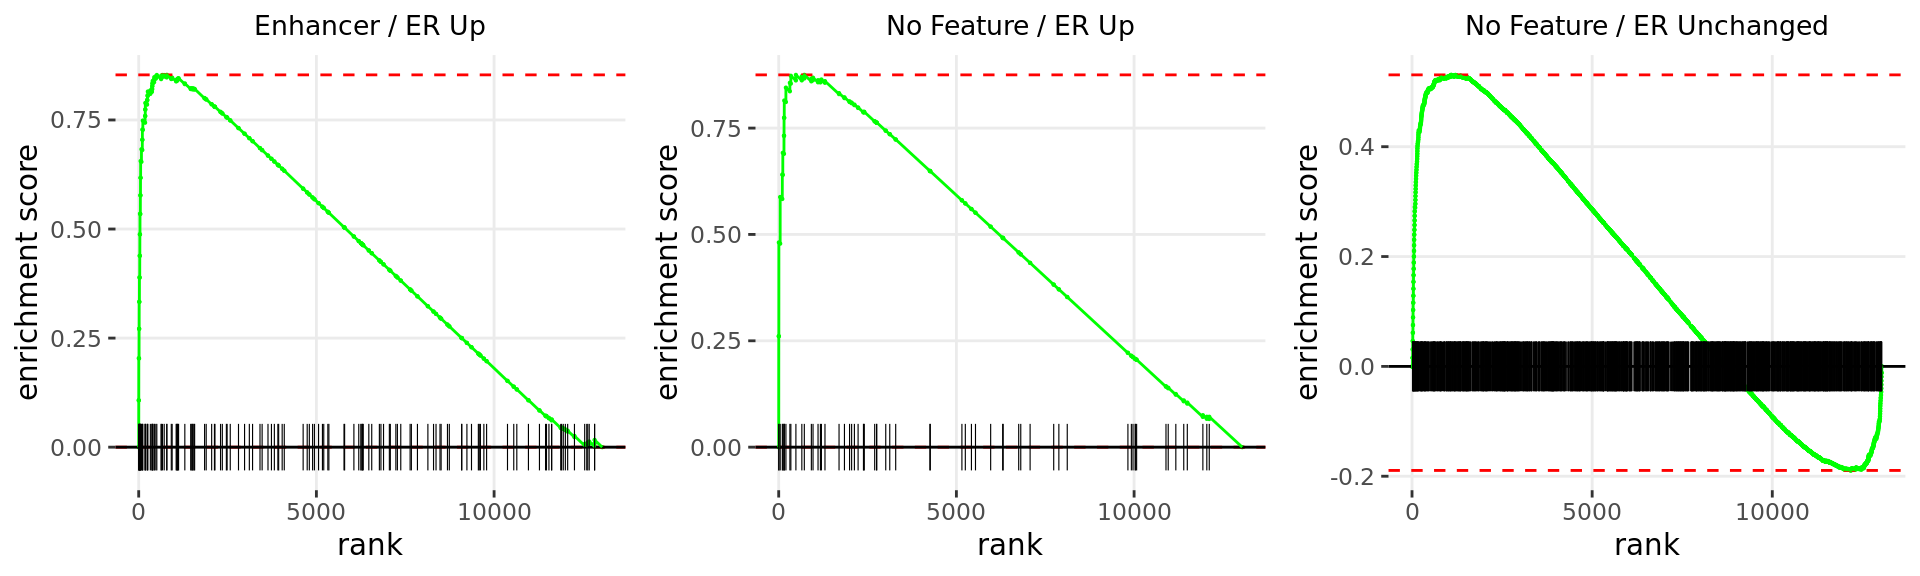 Enhancer / ER Up
enrichment score
0.75
0.50
0.25
0.00
0
5000
10000
rank
No Feature / ER Up
enrichment score
0.75
0.50
0.25
0.00
0
5000
10000
rank
No Feature / ER Unchanged
enrichment score
0.4
0.2
0.0
-0.2
0
5000
10000
rank